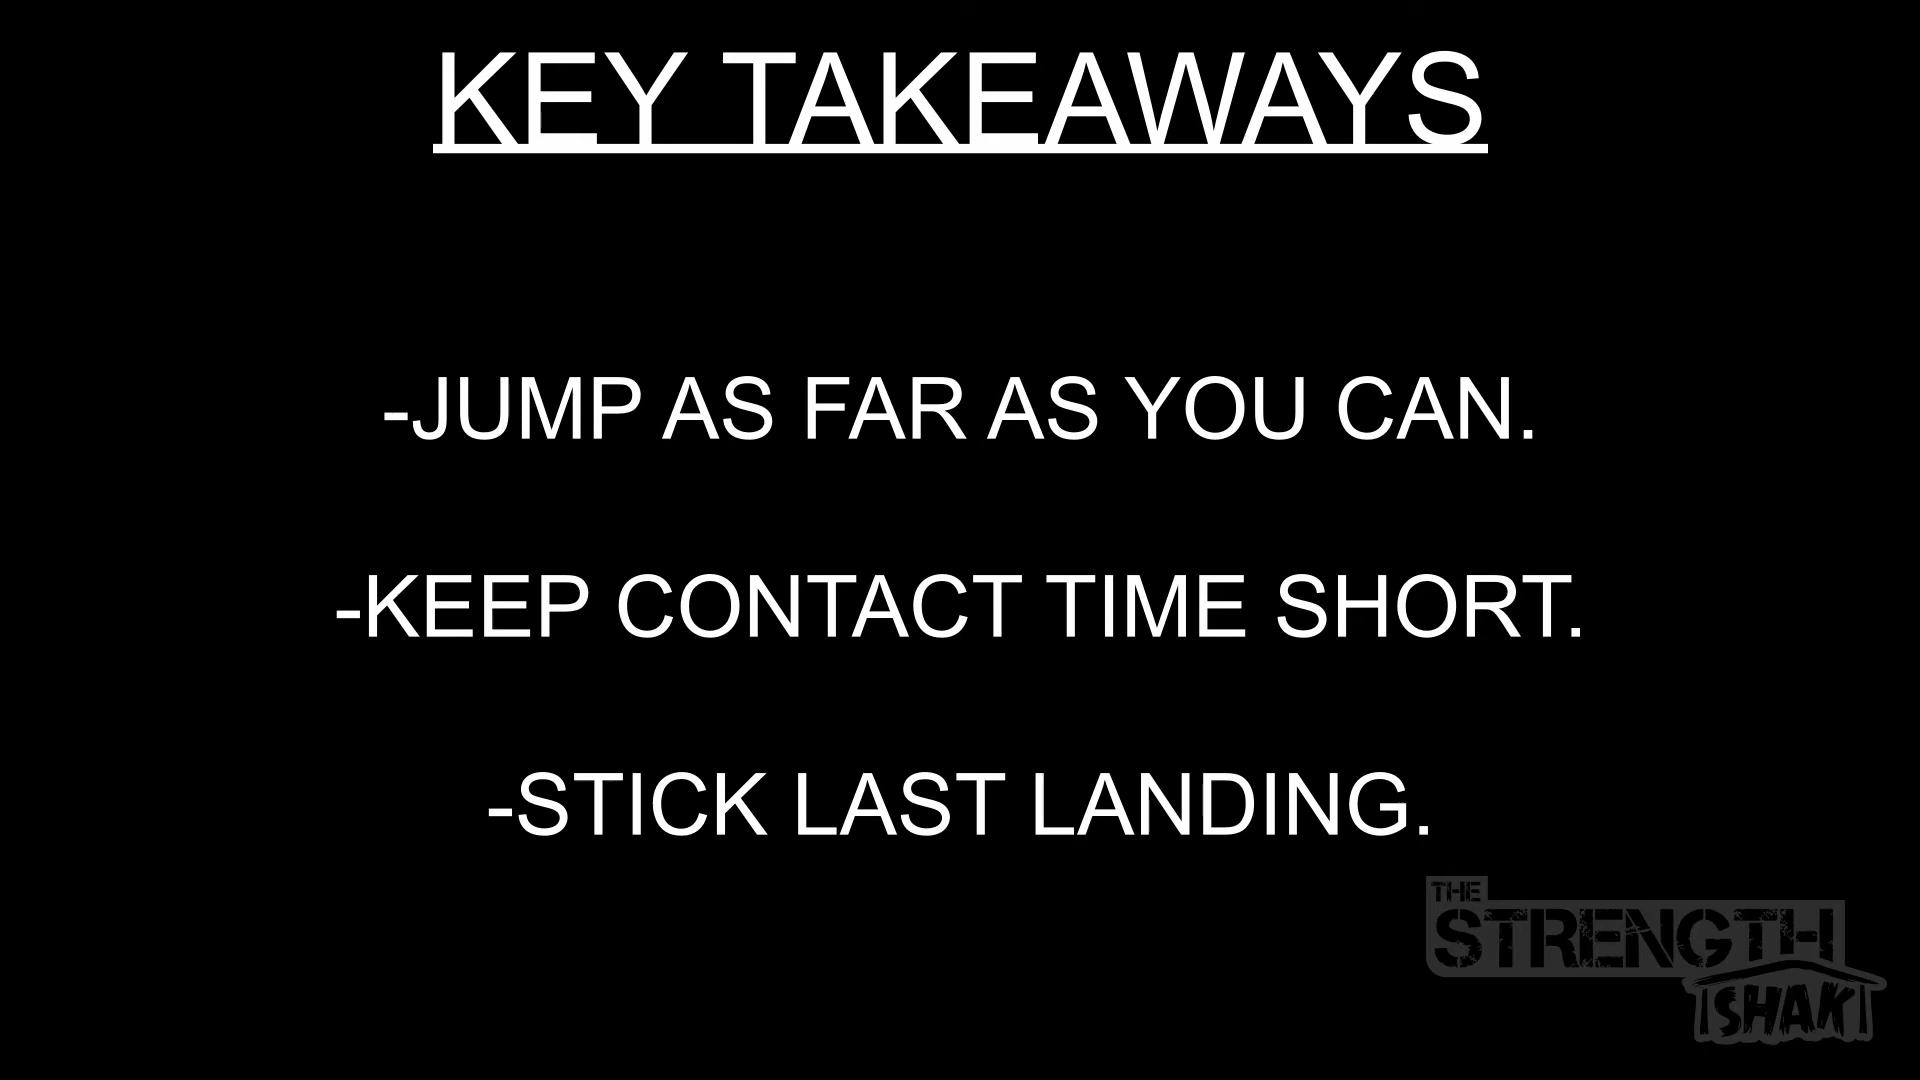 KEY TAKEAWAYS
-JUMP AS FAR AS YOU CAN.
-KEEP CONTACT TIME SHORT.
-STICK LAST LANDING.
THE
STRENGTH
SHAK